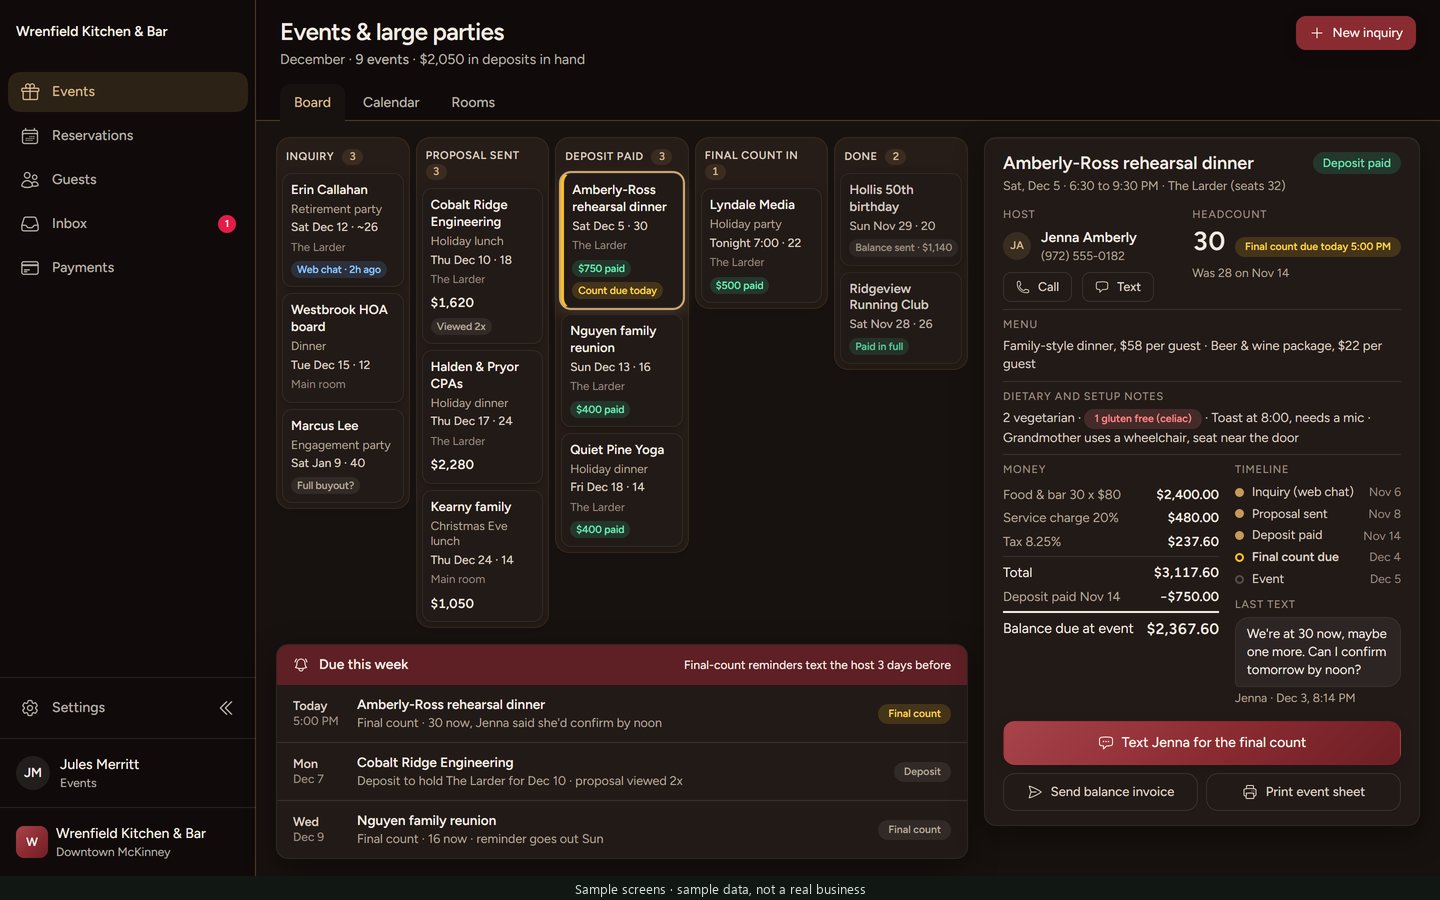 Wrenfield Kitchen & Bar
Events
Reservations
Guests
Inbox
1
Payments
Settings
JM
Jules Merritt
Events
W
Wrenfield Kitchen & Bar
Downtown McKinney
Events & large parties
December · 9 events · $2,050 in deposits in hand
New inquiry
Board
Calendar
Rooms
INQUIRY 3
Erin Callahan
Retirement party
Sat Dec 12 · ~26
The Larder
Web chat · 2h ago
Westbrook HOA
board
Dinner
Tue Dec 15 · 12
Main room
Marcus Lee
Engagement party
Sat Jan 9 · 40
Full buyout?
PROPOSAL SENT
3
Cobalt Ridge
Engineering
Holiday lunch
Thu Dec 10 · 18
The Larder
$1,620
Viewed 2x
Halden & Pryor
CPAs
Holiday dinner
Thu Dec 17 · 24
The Larder
$2,280
Kearny family
Christmas Eve
lunch
Thu Dec 24 · 14
Main room
$1,050
DEPOSIT PAID 3
Amberly-Ross
rehearsal dinner
Sat Dec 5 · 30
The Larder
$750 paid
Count due today
Nguyen family
reunion
Sun Dec 13 · 16
The Larder
$400 paid
Quiet Pine Yoga
Holiday dinner
Fri Dec 18 · 14
The Larder
$400 paid
FINAL COUNT IN
1
Lyndale Media
Holiday party
Tonight 7:00 · 22
The Larder
$500 paid
DONE 2
Hollis 50th
birthday
Sun Nov 29 · 20
Balance sent · $1,140
Ridgeview
Running Club
Sat Nov 28 · 26
Paid in full
Due this week
Final-count reminders text the host 3 days before
Today
5:00 PM
Amberly-Ross rehearsal dinner
Final count · 30 now, Jenna said she'd confirm by noon
Final count
Mon
Dec 7
Cobalt Ridge Engineering
Deposit to hold The Larder for Dec 10 · proposal viewed 2x
Deposit
Wed
Dec 9
Nguyen family reunion
Final count · 16 now · reminder goes out Sun
Final count
Amberly-Ross rehearsal dinner
Deposit paid
Sat, Dec 5 · 6:30 to 9:30 PM · The Larder (seats 32)
HOST
JA
Jenna Amberly
(972) 555-0182
Call
Text
HEADCOUNT
30
Final count due today 5:00 PM
Was 28 on Nov 14
MENU
Family-style dinner, $58 per guest · Beer & wine package, $22 per
guest
DIETARY AND SETUP NOTES
2 vegetarian · 1 gluten free (celiac) · Toast at 8:00, needs a mic ·
Grandmother uses a wheelchair, seat near the door
MONEY
Food & bar 30 x $80 $2,400.00
Service charge 20% $480.00
Tax 8.25% $237.60
Total $3,117.60
Deposit paid Nov 14 −$750.00
Balance due at event $2,367.60
TIMELINE
Inquiry (web chat) Nov 6
Proposal sent Nov 8
Deposit paid Nov 14
Final count due Dec 4
Event Dec 5
LAST TEXT
We're at 30 now, maybe
one more. Can I confirm
tomorrow by noon?
Jenna · Dec 3, 8:14 PM
Text Jenna for the final count
Send balance invoice
Print event sheet
Sample screens · sample data, not a real business